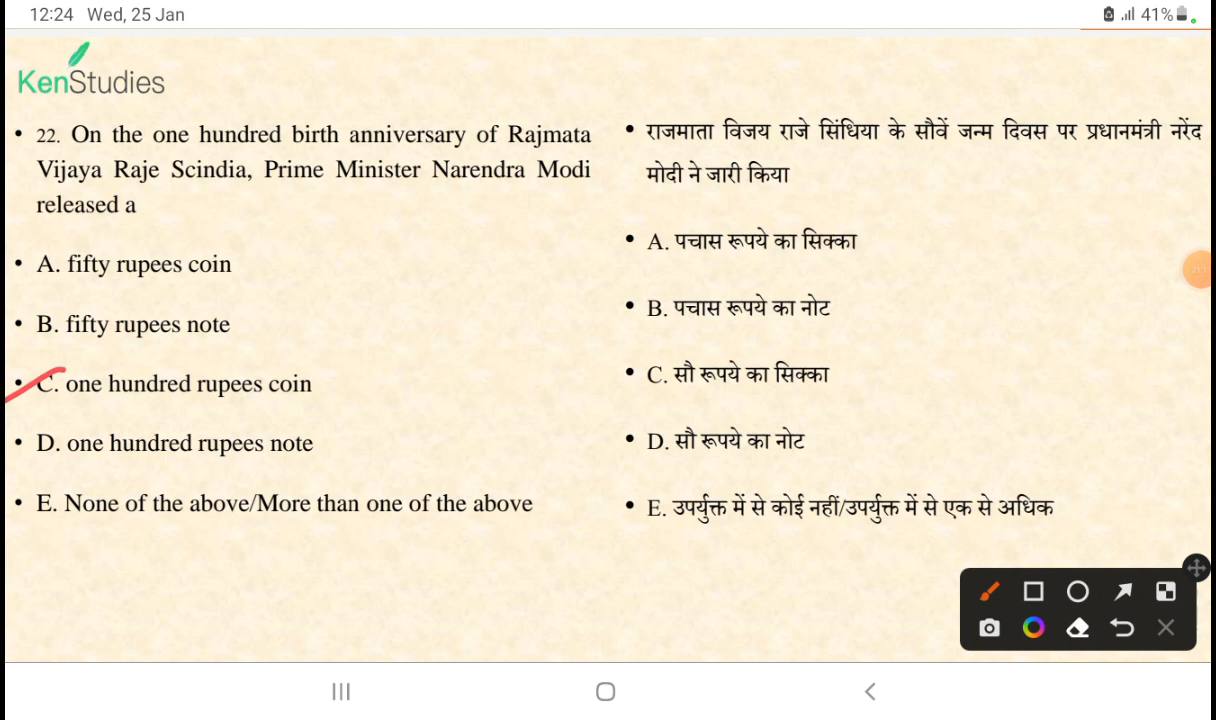 12:24 Wed, 25 Jan
41%
KenStudies
• 22. On the one hundred birth anniversary of Rajmata
Vijaya Raje Scindia, Prime Minister Narendra Modi
released a
• A. fifty rupees coin
• B. fifty rupees note
• C. one hundred rupees coin
• D. one hundred rupees note
• E. None of the above/More than one of the above
• राजमाता विजय राजे सिंधिया के सौवें जन्म दिवस पर प्रधानमंत्री नरेंद
मोदी ने जारी किया
• A. पचास रूपये का सिक्का
• B. पचास रूपये का नोट
• C. सौ रूपये का सिक्का
• D. सौ रूपये का नोट
• E. उपर्युक्त में से कोई नहीं/उपर्युक्त में से एक से अधिक